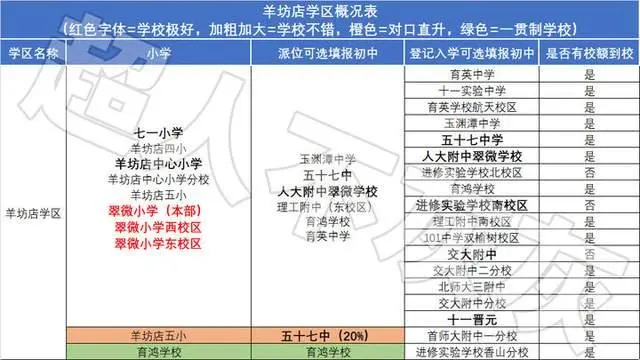 羊坊店学区概况表
(红色字体=学校极好，加粗加大=学校不错，橙色=对口直升，绿色=一贯制学校)
学区名称 小学 派位可选填报初中 登记入学可选填报初中 是否有校额到校
羊坊店学区
七一小学
羊坊店四小
羊坊店中心小学
羊坊店中心小学分校
羊坊店五小
翠微小学（本部）
翠微小学西校区
翠微小学东校区
玉渊潭中学
五十七中
人大附中翠微学校
理工附中（东校区）
育鸿学校
育英中学
育英中学 是
十一实验中学 是
育英学校航天校区 是
玉渊潭中学 是
五十七中学 是
人大附中翠微学校 是
进修实验学校北校区 否
育鸿学校 是
进修实验学校南校区 否
理工附中南校区 是
101中学双榆树校区 是
交大附中 否
交大附中二分校 是
北师大三附中 是
交大附中分校 是
十一晋元 是
羊坊店五小 五十七中（20%） 首师大附中一分校 是
育鸿学校 育鸿学校 进修实验学校香山分校 是
超人不孬